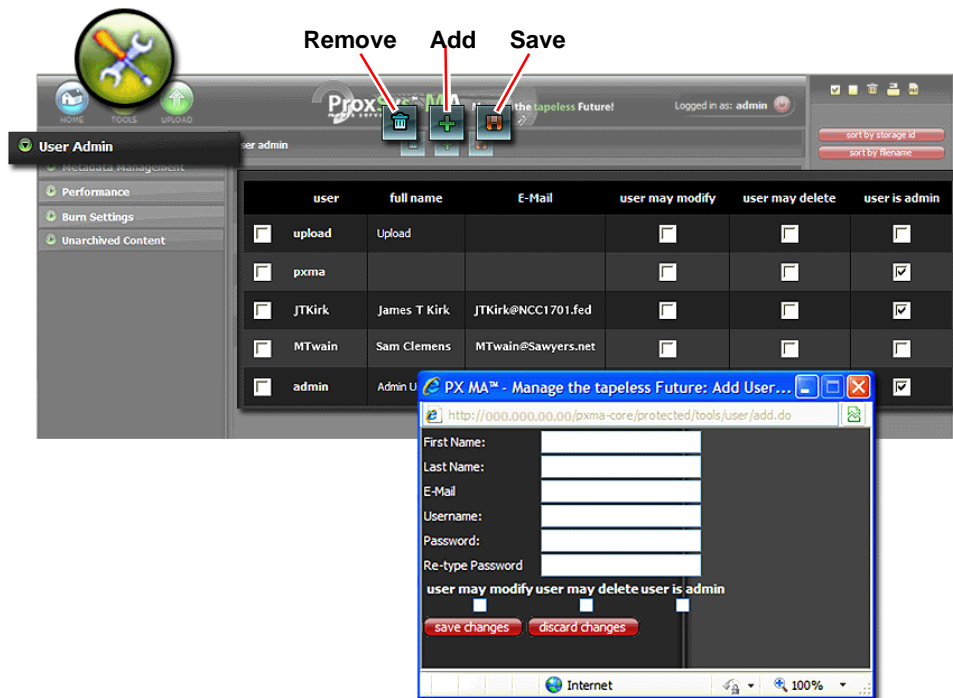 Remove Add Save
HOME TOOLS UPLOAD
ProxSys™ MA
the tapeless Future!
Logged in as: admin
sort by storage id
sort by filename
User Admin
ser admin
Metadata Management
Performance
Burn Settings
Unarchived Content
user full name E-Mail user may modify user may delete user is admin
upload Upload
pxma
JTKirk James T Kirk JTKirk@NCC1701.fed
MTwain Sam Clemens MTwain@Sawyers.net
admin Admin U
PX MA™ - Manage the tapeless Future: Add User...
http://000.000.00.00/pxma-core/protected/tools/user/add.do
First Name:
Last Name:
E-Mail
Username:
Password:
Re-type Password
user may modify user may delete user is admin
save changes discard changes
Internet 100%